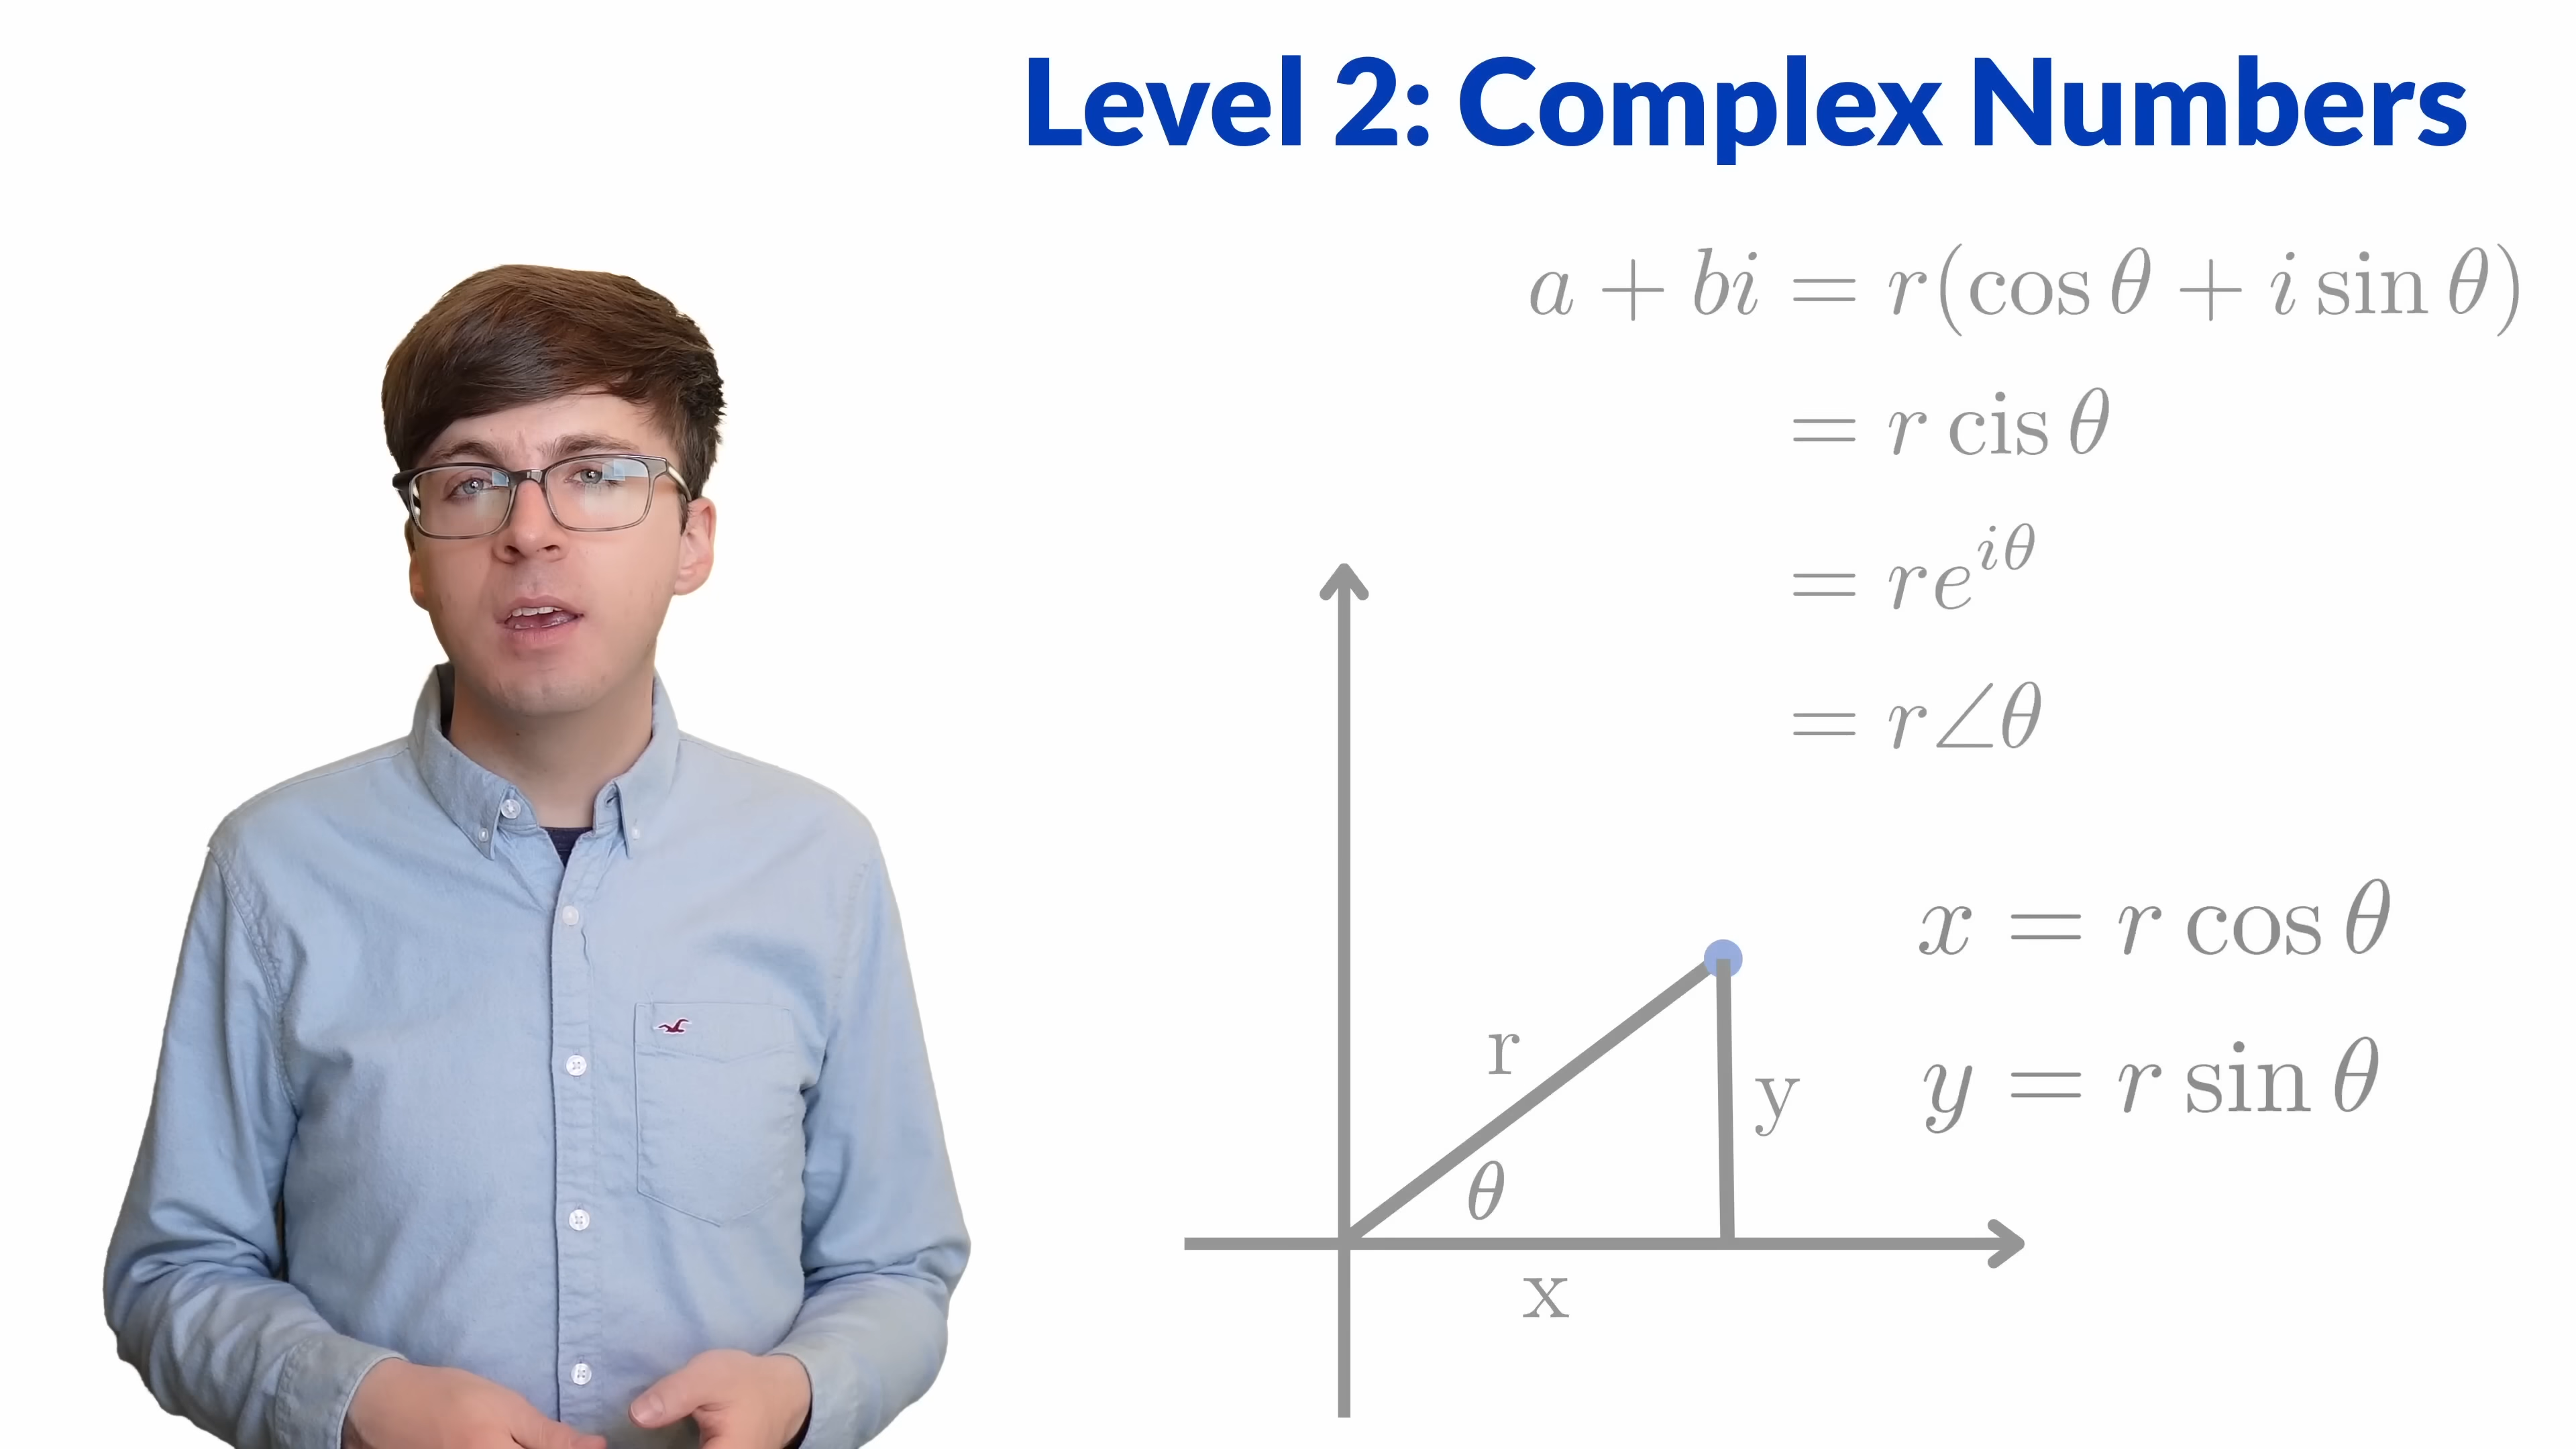 Level 2: Complex Numbers
a + bi = r(cos θ + i sin θ)
= r cis θ
= re^{iθ}
= r∠θ
x = r cos θ
y = r sin θ
r
y
θ
x